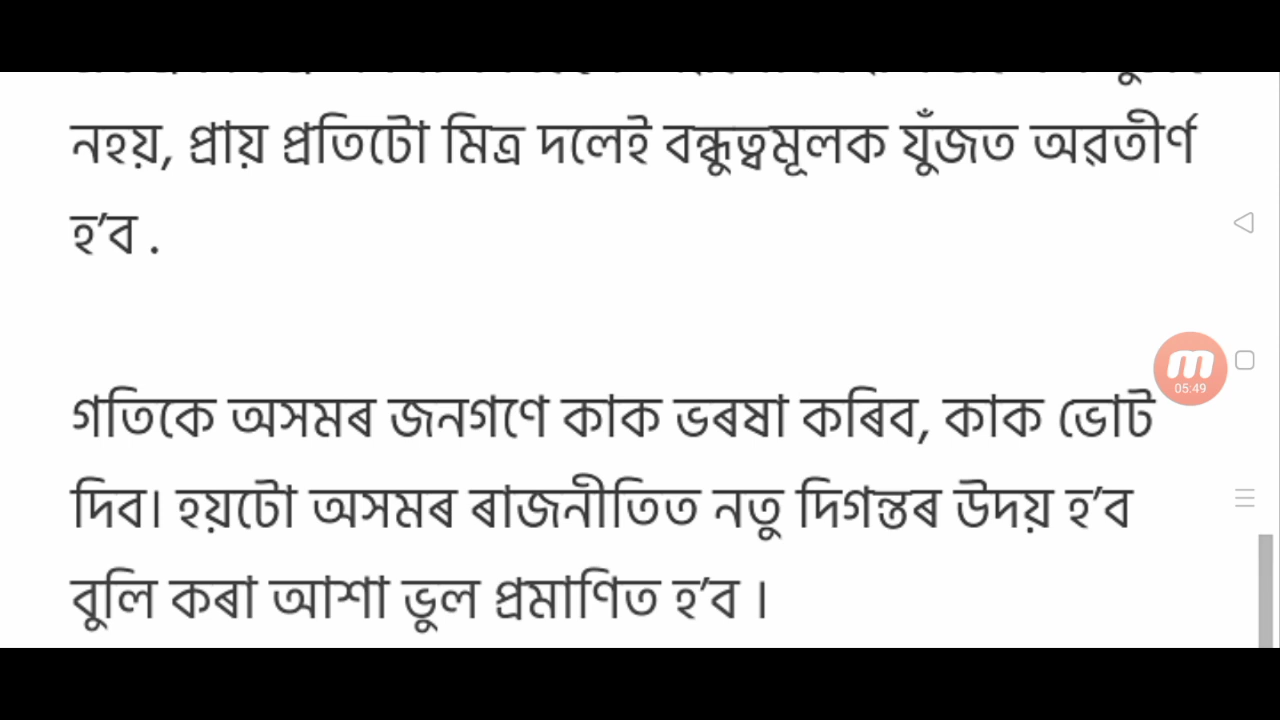 নহয়, প্ৰায় প্ৰতিটো মিত্ৰ দলেই বন্ধুত্বমূলক যুঁজত অৱতীৰ্ণ
হ’ব .
গতিকে অসমৰ জনগণে কাক ভৰষা কৰিব, কাক ভোট
দিব। হয়টো অসমৰ ৰাজনীতিত নতু দিগন্তৰ উদয় হ’ব
বুলি কৰা আশা ভুল প্ৰমাণিত হ’ব ।
05:49